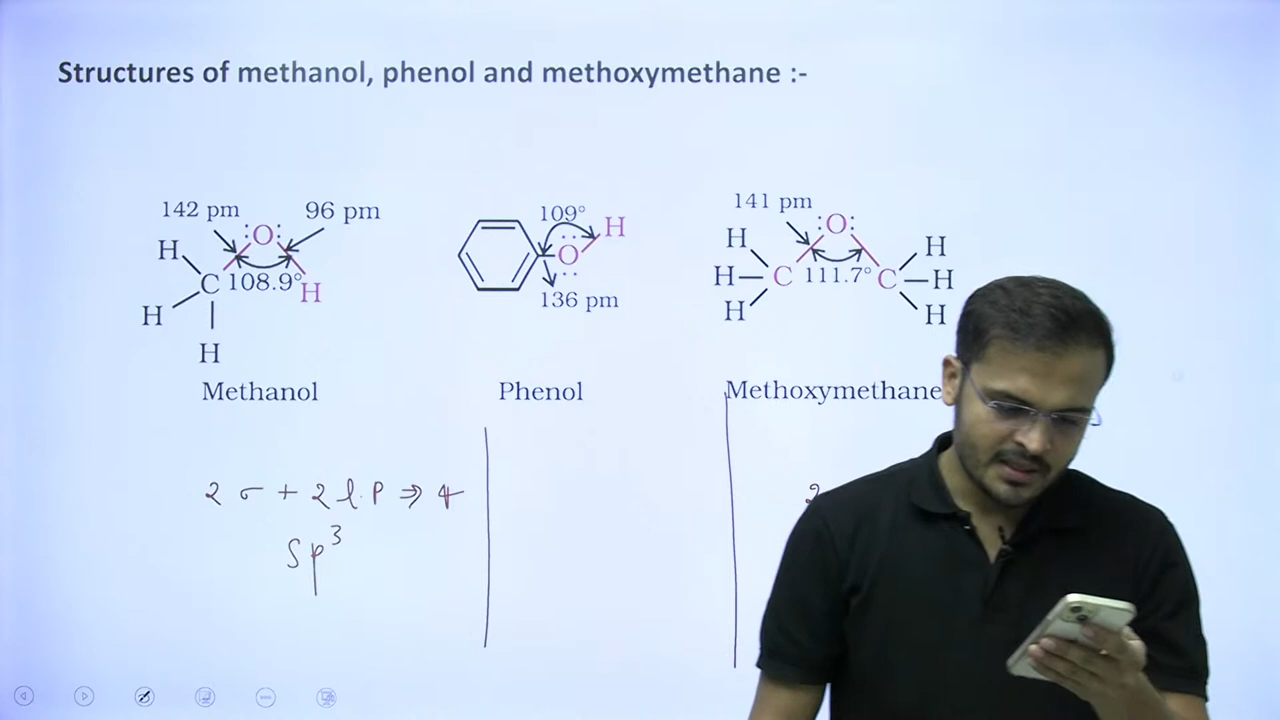 Structures of methanol, phenol and methoxymethane :-
142 pm
96 pm
H
:O:
C
108.9°
H
H
H
Methanol
109°
H
O
136 pm
Phenol
141 pm
:O:
H
H
H
C
111.7°
C
H
H
H
Methoxymethane
2 σ + 2 l.p ⇒ 4
sp³
2